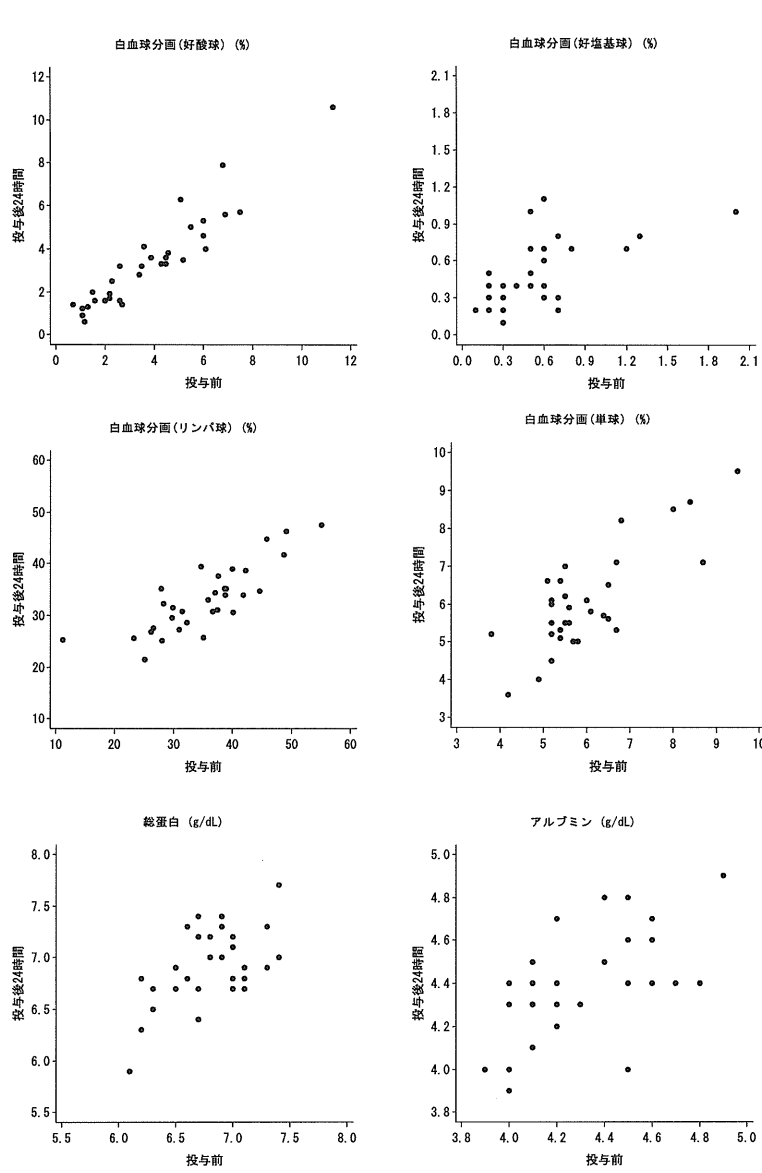 白血球分画(好酸球) (%)
12
10
8
6
4
2
0
投与後24時間
0 2 4 6 8 10 12
投与前
白血球分画(好塩基球) (%)
2.1
1.8
1.5
1.2
0.9
0.6
0.3
0.0
投与後24時間
0.0 0.3 0.6 0.9 1.2 1.5 1.8 2.1
投与前
白血球分画(リンパ球) (%)
60
50
40
30
20
10
投与後24時間
10 20 30 40 50 60
投与前
白血球分画(単球) (%)
10
9
8
7
6
5
4
3
投与後24時間
3 4 5 6 7 8 9 10
投与前
総蛋白 (g/dL)
8.0
7.5
7.0
6.5
6.0
5.5
投与後24時間
5.5 6.0 6.5 7.0 7.5 8.0
投与前
アルブミン (g/dL)
5.0
4.8
4.6
4.4
4.2
4.0
3.8
投与後24時間
3.8 4.0 4.2 4.4 4.6 4.8 5.0
投与前